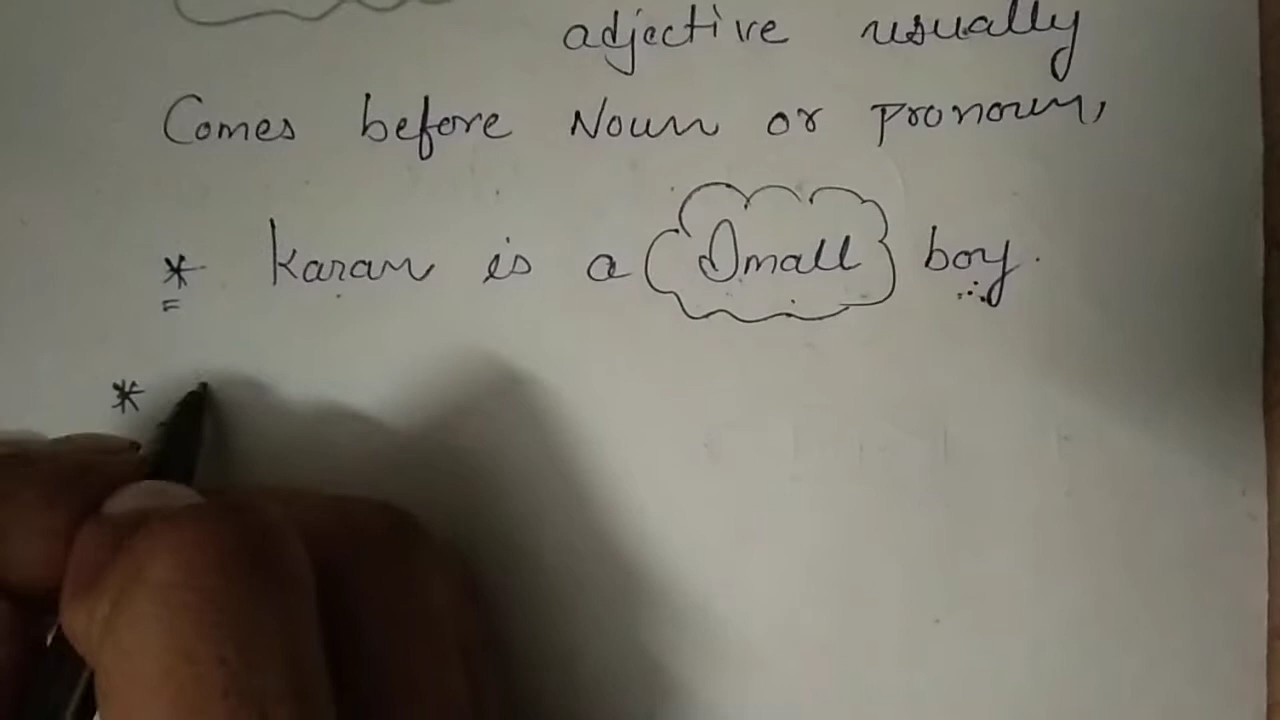 adjective usually
Comes before Noun or pronoun,
* Karan is a Small boy.
*